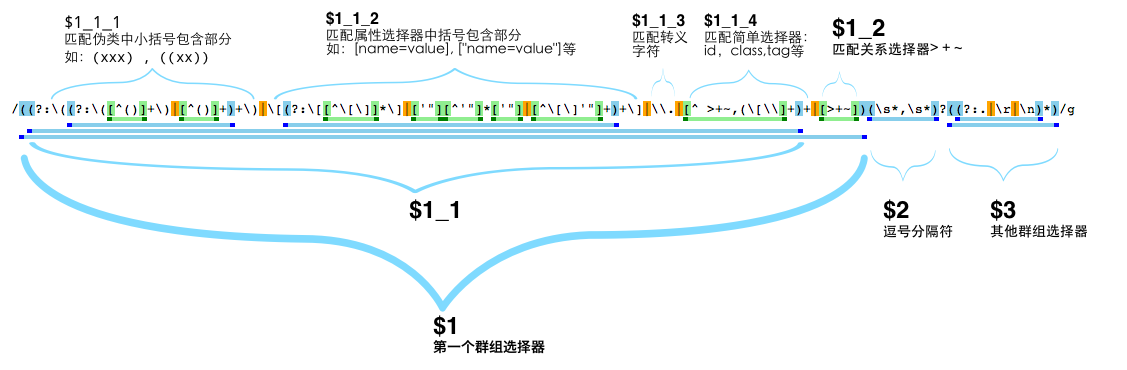 $1_1_1
匹配伪类中小括号包含部分
如：(xxx) , ((xx))
$1_1_2
匹配属性选择器中括号包含部分
如：[name=value], ["name=value"]等
$1_1_3
匹配转义
字符
$1_1_4
匹配简单选择器：
id，class,tag等
$1_2
匹配关系选择器> + ~
/((?:\((?:\([^()]+\)|[^()]+)+\)|\[(?:\[[^\[\]]*\]|['"][^'"]*['"]|[^\[\]'"]+)+\]|\\.|[^ >+~,(\[\\]+)+|[>+~])(\s*,\s*)?((?:.|\r|\n)*)/g
$1_1
$2
逗号分隔符
$3
其他群组选择器
$1
第一个群组选择器